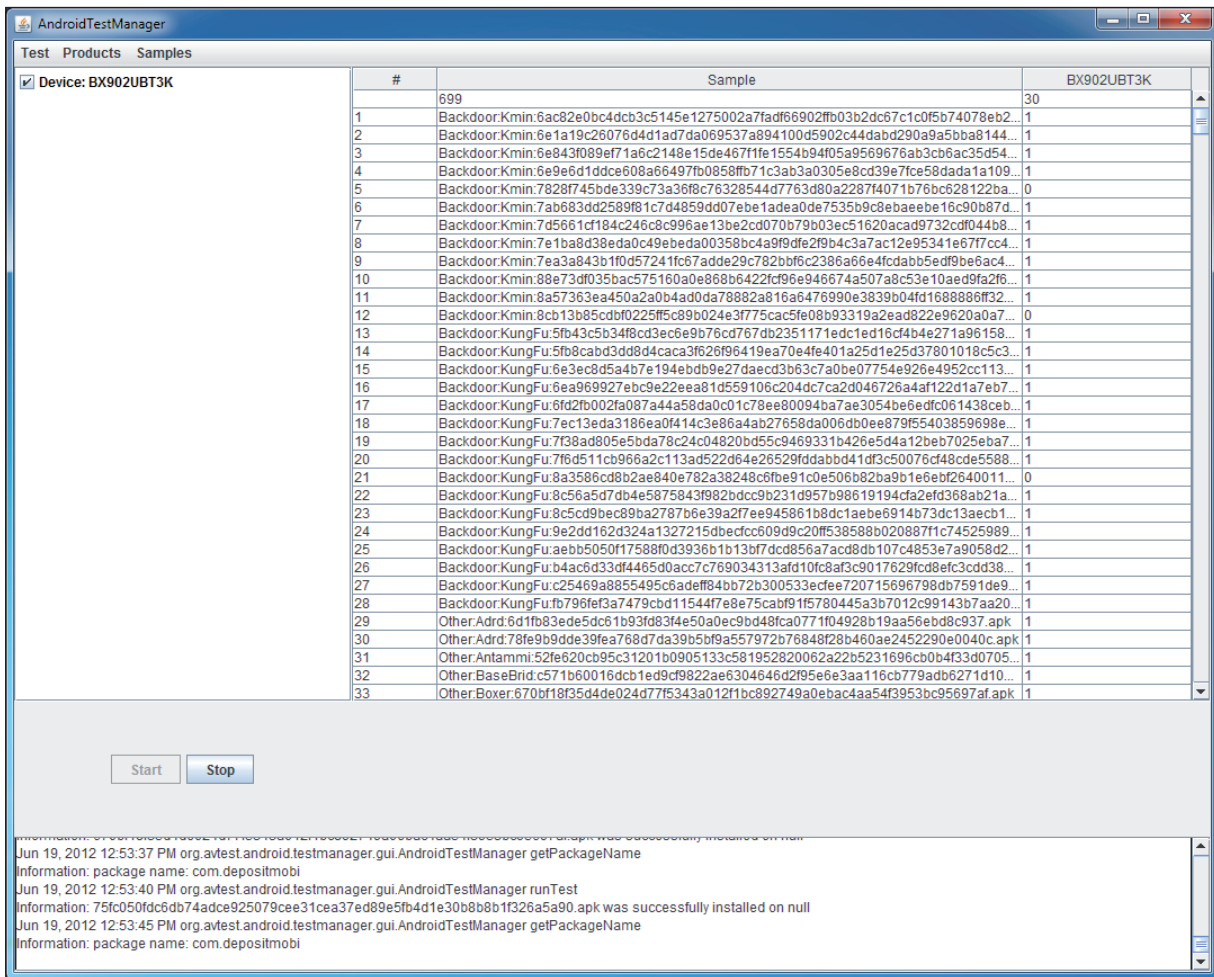 AndroidTestManager
Test Products Samples
Device: BX902UBT3K
# Sample BX902UBT3K
699 30
1 Backdoor:Kmin:6ac82e0bc4dcb3c5145e1275002a7fadf66902ffb03b2dc67c1c0f5b74078eb2... 1
2 Backdoor:Kmin:6e1a19c26076d4d1ad7da069537a894100d5902c44dabd290a9a5bba8144... 1
3 Backdoor:Kmin:6e843f089ef71a6c2148e15de467f1fe1554b94f05a9569676ab3cb6ac35d54... 1
4 Backdoor:Kmin:6e9e6d1ddce608a66497fb0858ffb71c3ab3a0305e8cd39e7fce58dada1a109... 1
5 Backdoor:Kmin:7828f745bde339c73a36f8c76328544d7763d80a2287f4071b76bc628122ba... 0
6 Backdoor:Kmin:7ab683dd2589f81c7d4859dd07ebe1adea0de7535b9c8ebaeebe16c90b87d... 1
7 Backdoor:Kmin:7d5661cf184c246c8c996ae13be2cd070b79b03ec51620acad9732cdf044b8... 1
8 Backdoor:Kmin:7e1ba8d38eda0c49ebeda00358bc4a9f9dfe2f9b4c3a7ac12e95341e67f7cc4... 1
9 Backdoor:Kmin:7ea3a843b1f0d57241fc67adde29c782bbf6c2386a66e4fcdabb5edf9be6ac4... 1
10 Backdoor:Kmin:88e73df035bac575160a0e868b6422fcf96e946674a507a8c53e10aed9fa2f6... 1
11 Backdoor:Kmin:8a57363ea450a2a0b4ad0da78882a816a6476990e3839b04fd1688886ff32... 1
12 Backdoor:Kmin:8cb13b85cdbf0225ff5c89b024e3f775cac5fe08b93319a2ead822e9620a0a7... 0
13 Backdoor:KungFu:5fb43c5b34f8cd3ec6e9b76cd767db2351171edc1ed16cf4b4e271a96158... 1
14 Backdoor:KungFu:5fb8cabd3dd8d4caca3f626f96419ea70e4fe401a25d1e25d37801018c5c3... 1
15 Backdoor:KungFu:6e3ec8d5a4b7e194ebdb9e27daecd3b63c7a0be07754e926e4952cc113... 1
16 Backdoor:KungFu:6ea969927ebc9e22eea81d559106c204dc7ca2d046726a4af122d1a7eb7... 1
17 Backdoor:KungFu:6fd2fb002fa087a44a58da0c01c78ee80094ba7ae3054be6edfc061438ceb... 1
18 Backdoor:KungFu:7ec13eda3186ea0f414c3e86a4ab27658da006db0ee879f55403859698e... 1
19 Backdoor:KungFu:7f38ad805e5bda78c24c04820bd55c9469331b426e5d4a12beb7025eba7... 1
20 Backdoor:KungFu:7f6d511cb966a2c113ad522d64e26529fddabbd41df3c50076cf48cde5588... 1
21 Backdoor:KungFu:8a3586cd8b2ae840e782a38248c6fbe91c0e506b82ba9b1e6ebf2640011... 0
22 Backdoor:KungFu:8c56a5d7db4e5875843f982bdcc9b231d957b98619194cfa2efd368ab21a... 1
23 Backdoor:KungFu:8c5cd9bec89ba2787b6e39a2f7ee945861b8dc1aebe6914b73dc13aecb1... 1
24 Backdoor:KungFu:9e2dd162d324a1327215dbecfcc609d9c20ff538588b020887f1c74525989... 1
25 Backdoor:KungFu:aebb5050f17588f0d3936b1b13bf7dcd856a7acd8db107c4853e7a9058d2... 1
26 Backdoor:KungFu:b4ac6d33df4465d0acc7c769034313afd10fc8af3c9017629fcd8efc3cdd38... 1
27 Backdoor:KungFu:c25469a8855495c6adeff84bb72b300533ecfee720715696798db7591de9... 1
28 Backdoor:KungFu:fb796fef3a7479cbd11544f7e8e75cabf91f5780445a3b7012c99143b7aa20... 1
29 Other:Adrd:6d1fb83ede5dc61b93fd83f4e50a0ec9bd48fca0771f04928b19aa56ebd8c937.apk 1
30 Other:Adrd:78fe9b9dde39fea768d7da39b5bf9a557972b76848f28b460ae2452290e0040c.apk 1
31 Other:Antammi:52fe620cb95c31201b0905133c581952820062a22b5231696cb0b4f33d0705... 1
32 Other:BaseBrid:c571b60016dcb1ed9cf9822ae6304646d2f95e6e3aa116cb779adb6271d10... 1
33 Other:Boxer:670bf18f35d4de024d77f5343a012f1bc892749a0ebac4aa54f3953bc95697af.apk 1
Start Stop
Jun 19, 2012 12:53:37 PM org.avtest.android.testmanager.gui.AndroidTestManager getPackageName
Information: package name: com.depositmobi
Jun 19, 2012 12:53:40 PM org.avtest.android.testmanager.gui.AndroidTestManager runTest
Information: 75fc050fdc6db74adce925079cee31cea37ed89e5fb4d1e30b8b8b1f326a5a90.apk was successfully installed on null
Jun 19, 2012 12:53:45 PM org.avtest.android.testmanager.gui.AndroidTestManager getPackageName
Information: package name: com.depositmobi